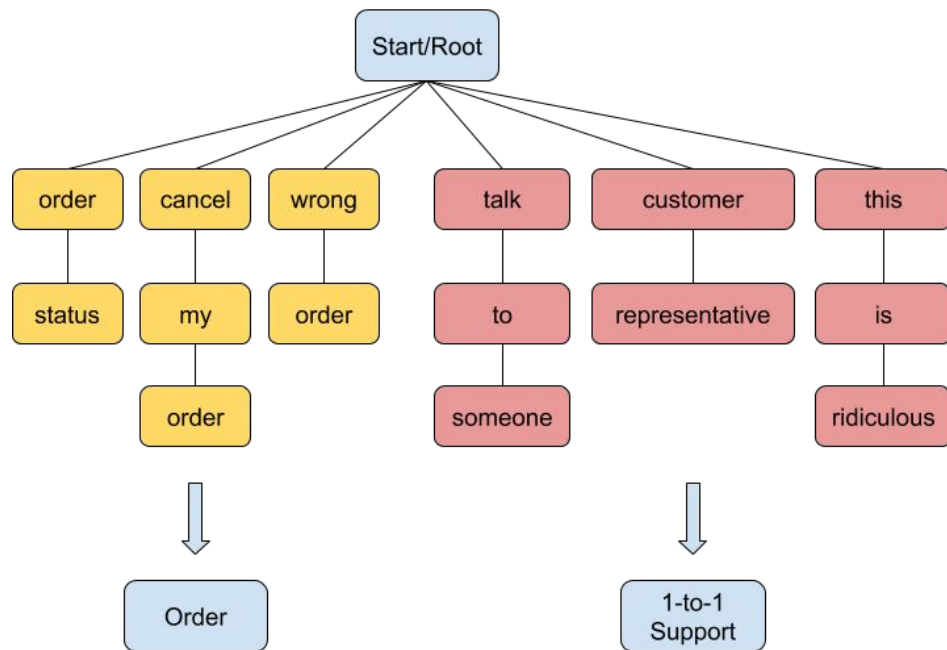 Start/Root
order
cancel
wrong
talk
customer
this
status
my
order
to
representative
is
order
someone
ridiculous
Order
1-to-1
Support